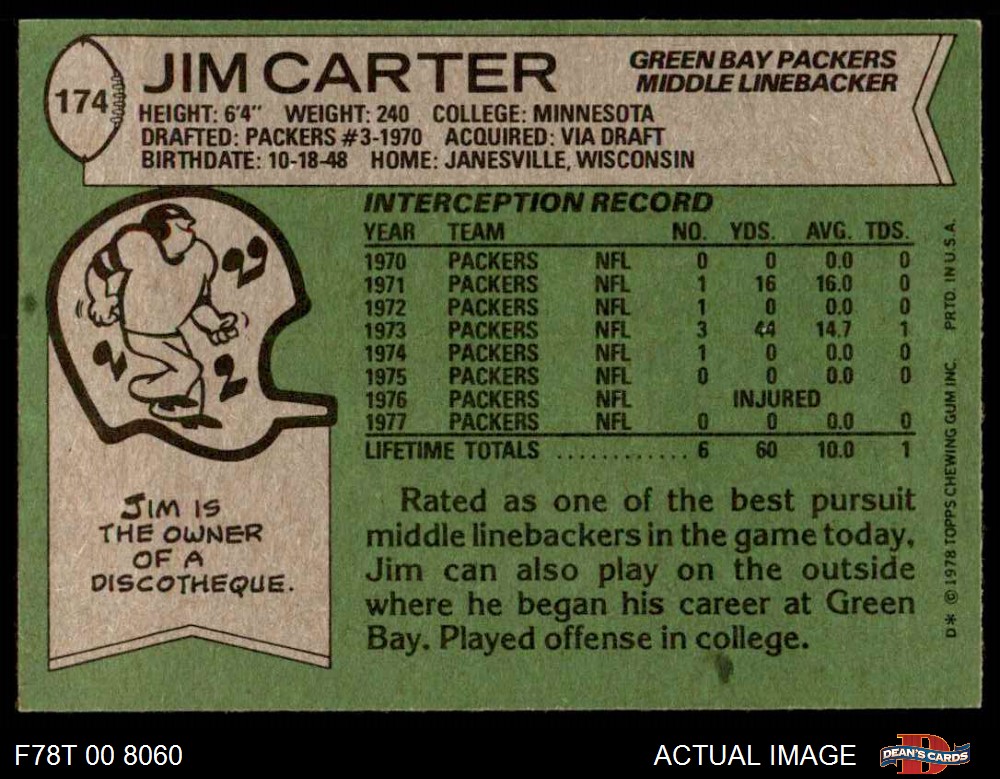 174
JIM CARTER
GREEN BAY PACKERS
MIDDLE LINEBACKER
HEIGHT: 6'4" WEIGHT: 240 COLLEGE: MINNESOTA
DRAFTED: PACKERS #3-1970 ACQUIRED: VIA DRAFT
BIRTHDATE: 10-18-48 HOME: JANESVILLE, WISCONSIN
INTERCEPTION RECORD
YEAR TEAM NO. YDS. AVG. TDS.
1970 PACKERS NFL 0 0 0.0 0
1971 PACKERS NFL 1 16 16.0 0
1972 PACKERS NFL 1 0 0.0 0
1973 PACKERS NFL 3 44 14.7 1
1974 PACKERS NFL 1 0 0.0 0
1975 PACKERS NFL 0 0 0.0 0
1976 PACKERS NFL INJURED
1977 PACKERS NFL 0 0 0.0 0
LIFETIME TOTALS ............ 6 60 10.0 1
JIM IS
THE OWNER
OF A
DISCOTHEQUE.
Rated as one of the best pursuit
middle linebackers in the game today,
Jim can also play on the outside
where he began his career at Green
Bay. Played offense in college.
D* © 1978 TOPPS CHEWING GUM INC. PRTD. IN U.S.A.
F78T 00 8060
ACTUAL IMAGE
DEAN'S CARDS